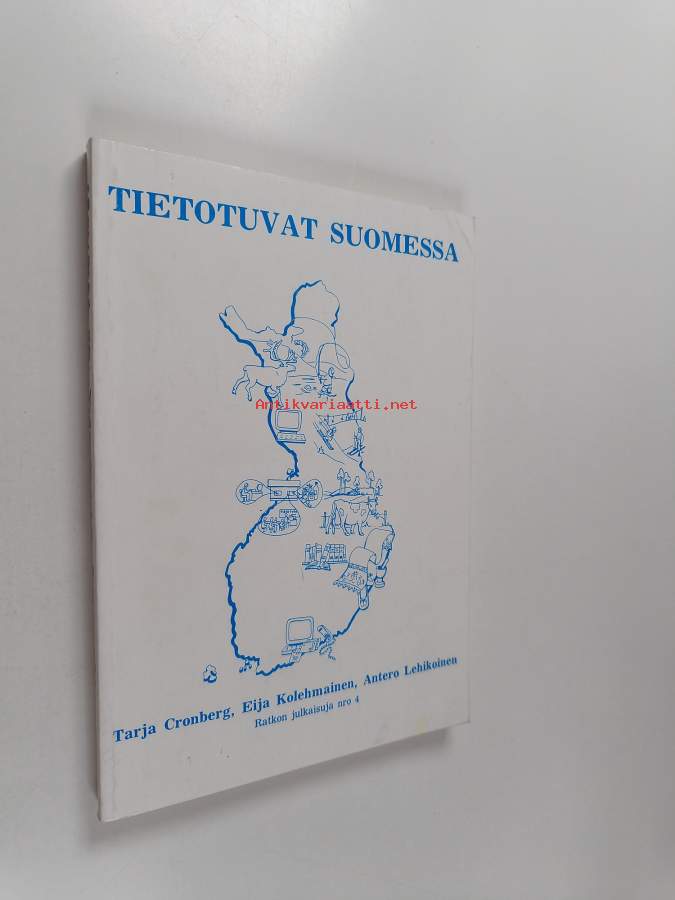 TIETOTUVAT SUOMESSA
Antikvariaatti.net
Tarja Cronberg, Eija Kolehmainen, Antero Lehikoinen
Ratkon julkaisuja nro 4